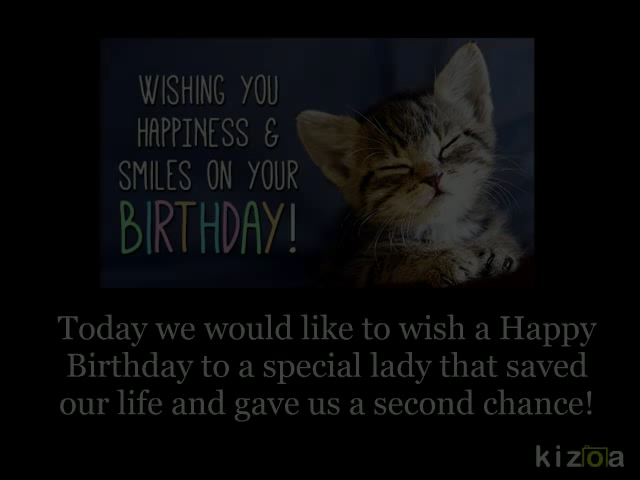 WISHING YOU
HAPPINESS &
SMILES ON YOUR
BIRTHDAY!
Today we would like to wish a Happy
Birthday to a special lady that saved
our life and gave us a second chance!
kizoa